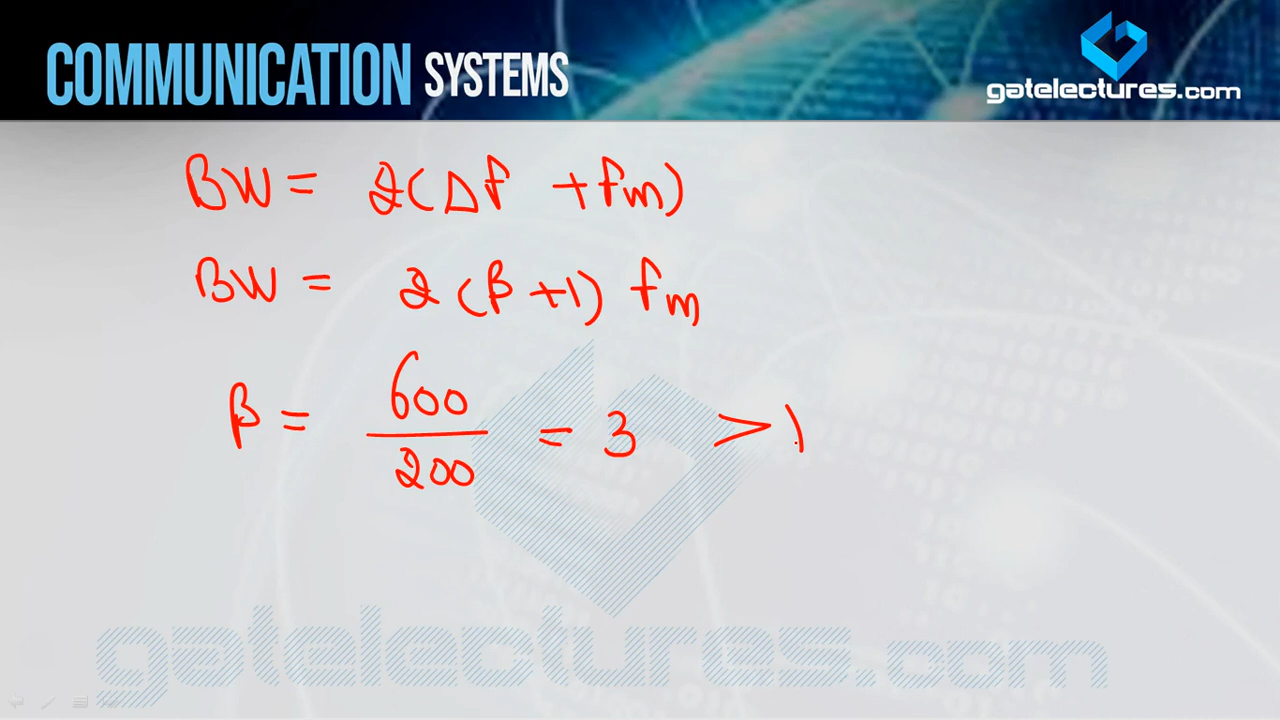 COMMUNICATION SYSTEMS
gatelectures.com
BW = 2(Δf + fm)
BW = 2(β+1) fm
β = 600/200 = 3 > 1
gatelectures.com